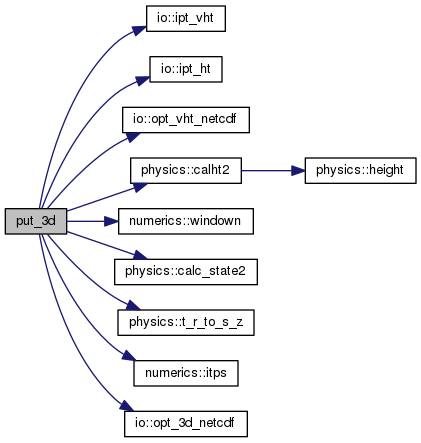 io::ipt_vht
io::ipt_ht
io::opt_vht_netcdf
physics::calht2
physics::height
put_3d
numerics::windown
physics::calc_state2
physics::t_r_to_s_z
numerics::itps
io::opt_3d_netcdf